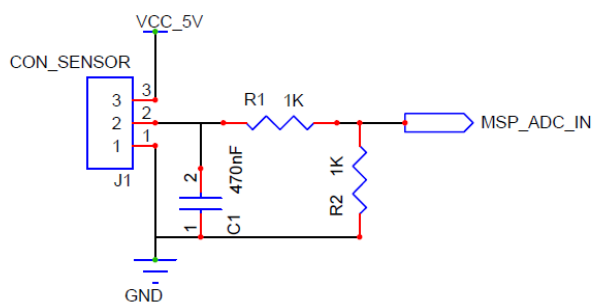 VCC_5V
CON_SENSOR
3
3
2
2
1
1
J1
R1 1K
MSP_ADC_IN
2
470nF
1
C1
1K
R2
GND